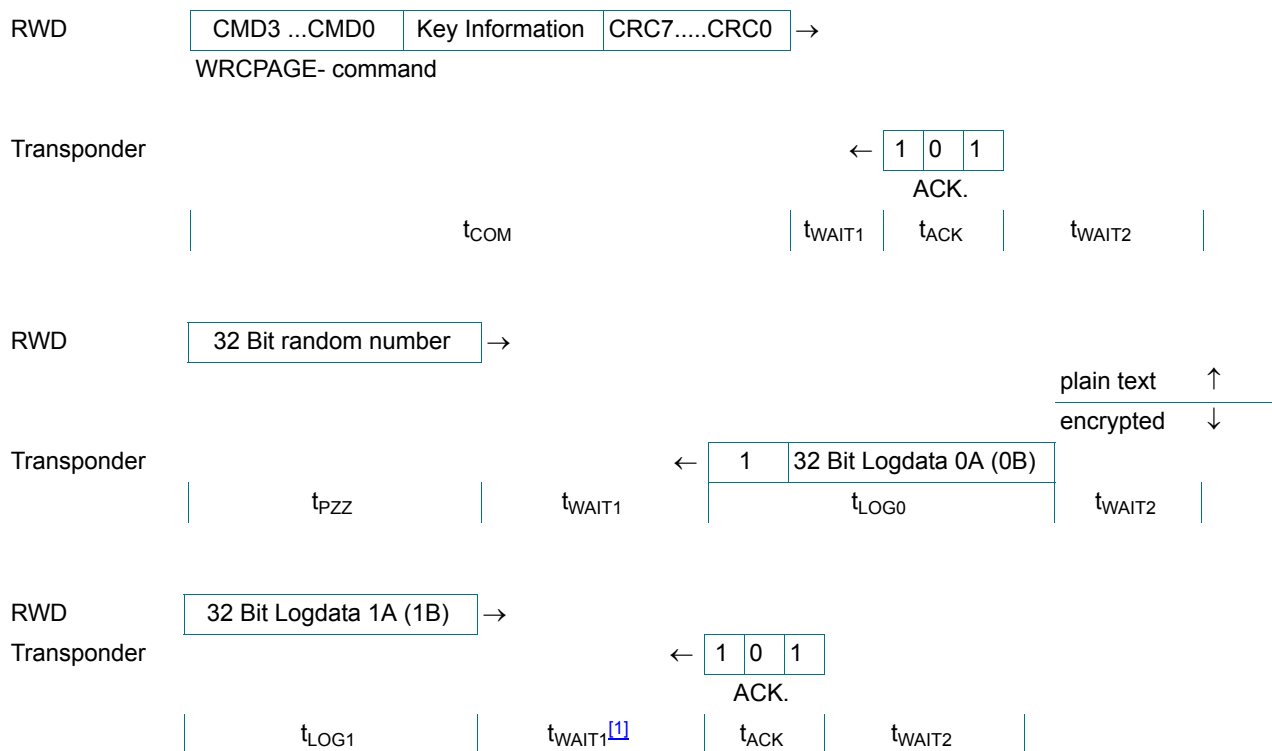 RWD CMD3 ...CMD0 Key Information CRC7.....CRC0 →
WRCPAGE- command
Transponder ← 1 0 1
ACK.
tCOM tWAIT1 tACK tWAIT2
RWD 32 Bit random number →
plain text ↑
encrypted ↓
Transponder ← 1 32 Bit Logdata 0A (0B)
tPZZ tWAIT1 tLOG0 tWAIT2
RWD 32 Bit Logdata 1A (1B) →
Transponder ← 1 0 1
ACK.
tLOG1 tWAIT1[1] tACK tWAIT2